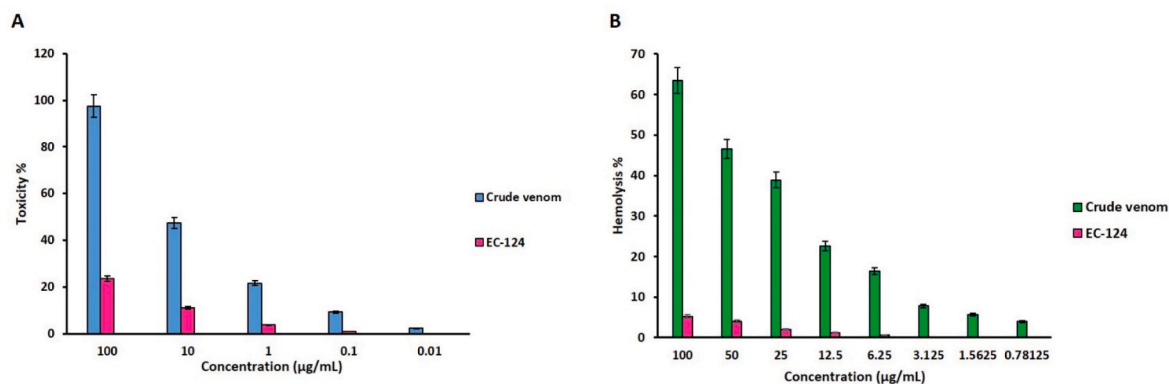 A
120
100
80
60
40
20
0
Toxicity %
100 10 1 0.1 0.01
Concentration (µg/mL)
Crude venom
EC-124
B
70
60
50
40
30
20
10
0
Hemolysis %
100 50 25 12.5 6.25 3.125 1.5625 0.78125
Concentration (µg/mL)
Crude venom
EC-124